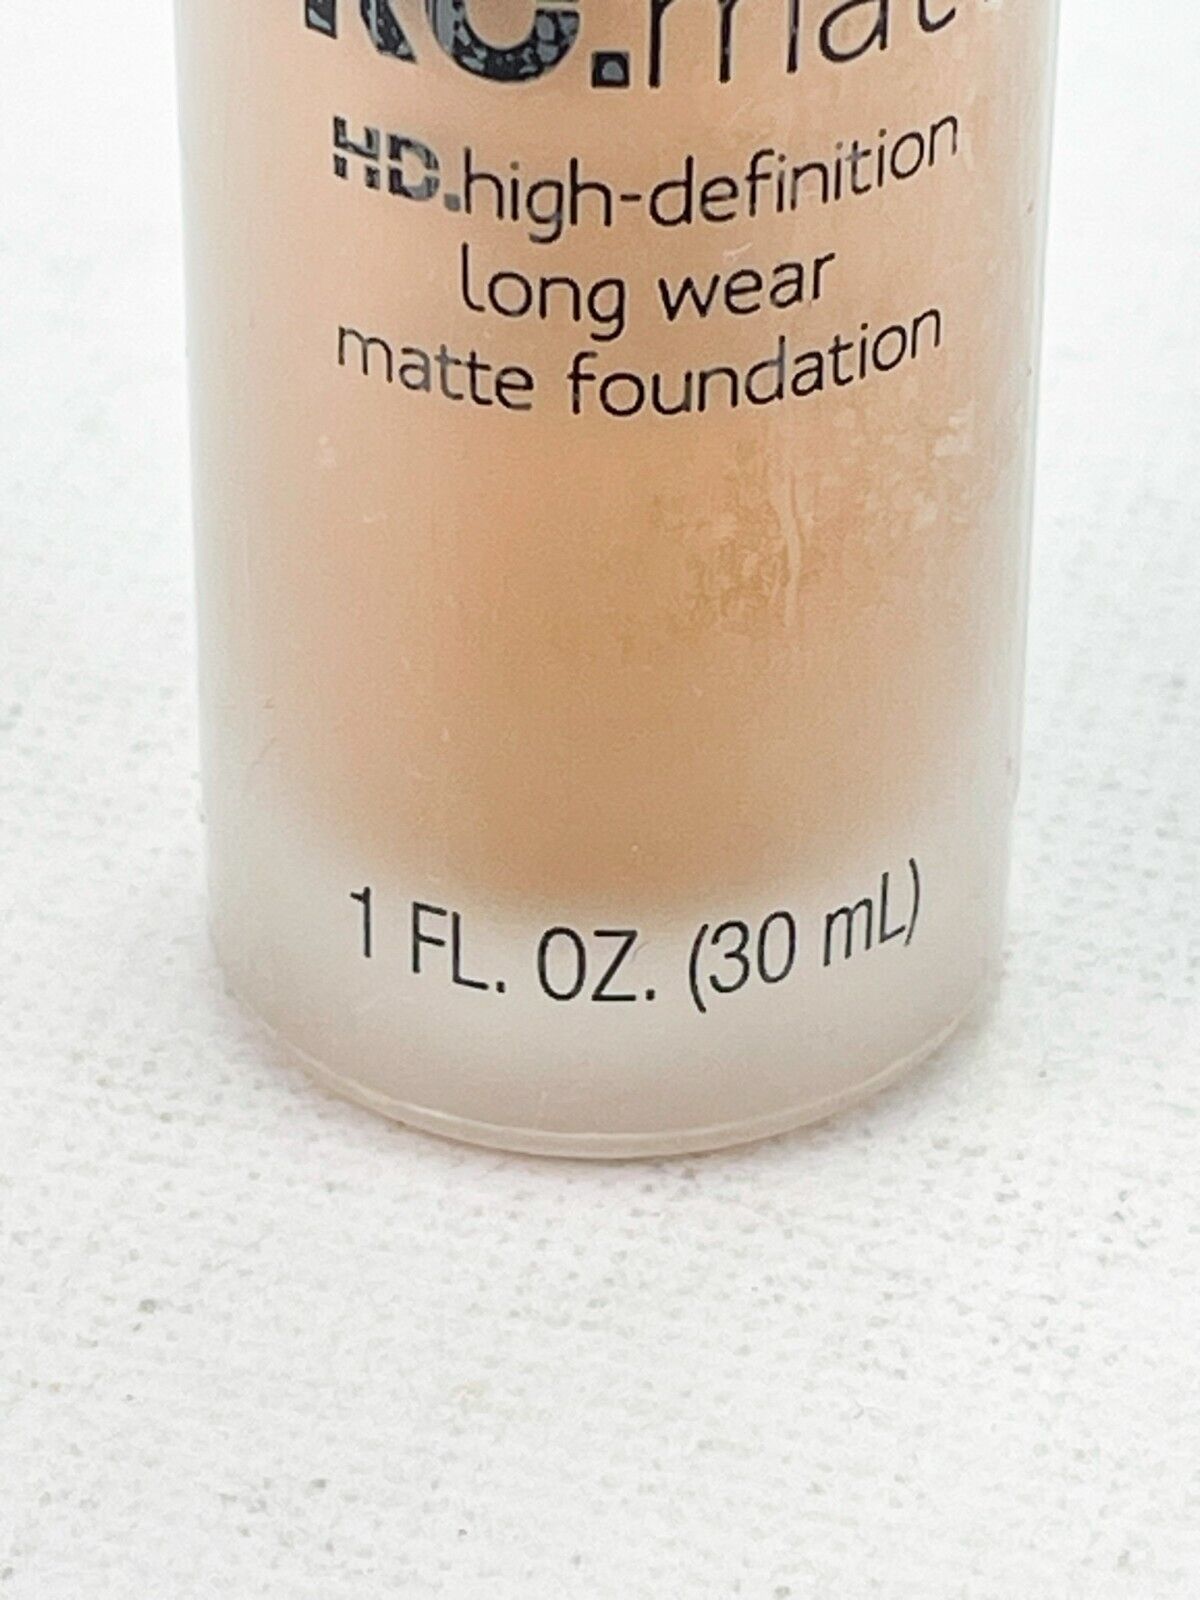 HD.high-definition
long wear
matte foundation
1 FL. OZ. (30 mL)